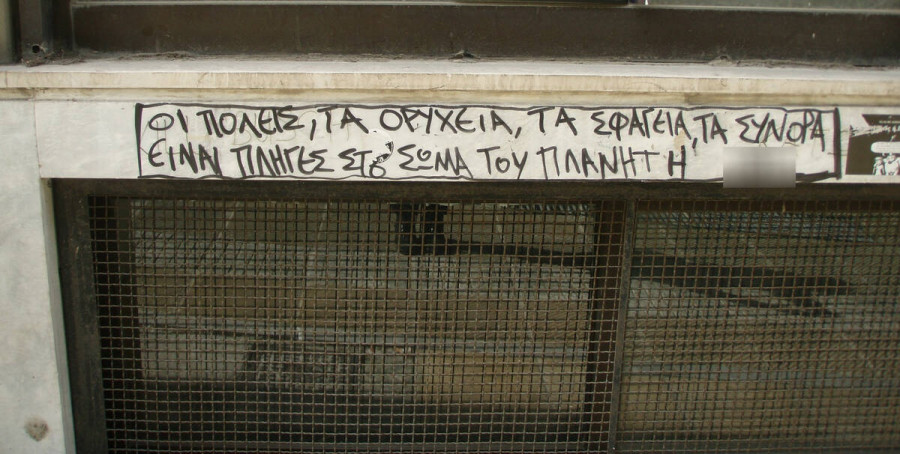 ΟΙ ΠΟΛΕΙΣ, ΤΑ ΟΡΥΧΕΙΑ, ΤΑ ΣΦΑΓΕΙΑ, ΤΑ ΣΥΝΟΡΑ
ΕΙΝΑΙ ΠΛΗΓΕΣ ΣΤΟ ΣΩΜΑ ΤΟΥ ΠΛΑΝΗΤΗ